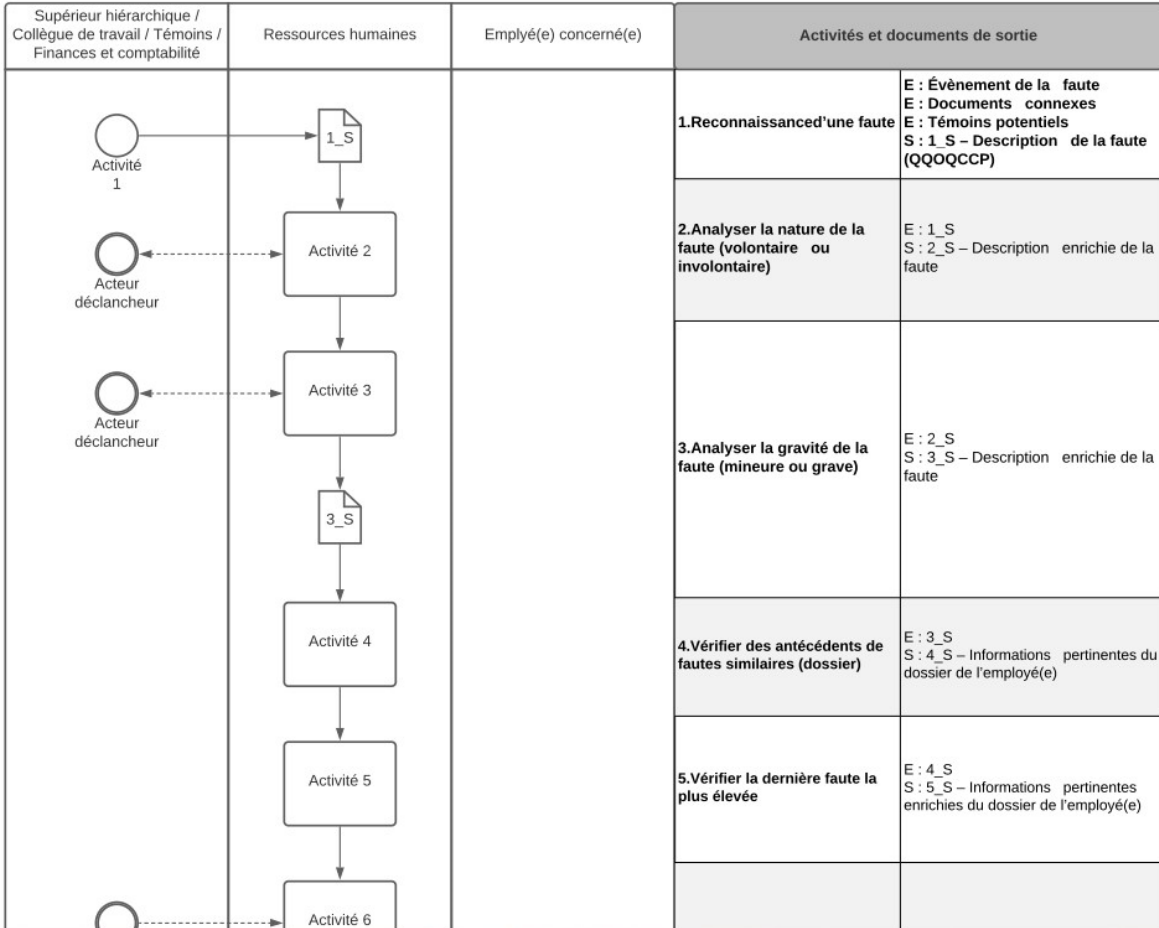 Supérieur hiérarchique /
Collègue de travail / Témoins /
Finances et comptabilité
Ressources humaines
Emplyé(e) concerné(e)
Activités et documents de sortie
Activité
1
1_S
1.Reconnaissanced’une faute
E : Évènement de la faute
E : Documents connexes
E : Témoins potentiels
S : 1_S – Description de la faute
(QQOQCCP)
Acteur
déclancheur
Activité 2
2.Analyser la nature de la
faute (volontaire ou
involontaire)
E : 1_S
S : 2_S – Description enrichie de la
faute
Acteur
déclancheur
Activité 3
3_S
3.Analyser la gravité de la
faute (mineure ou grave)
E : 2_S
S : 3_S – Description enrichie de la
faute
Activité 4
4.Vérifier des antécédents de
fautes similaires (dossier)
E : 3_S
S : 4_S – Informations pertinentes du
dossier de l’employé(e)
Activité 5
5.Vérifier la dernière faute la
plus élevée
E : 4_S
S : 5_S – Informations pertinentes
enrichies du dossier de l’employé(e)
Activité 6